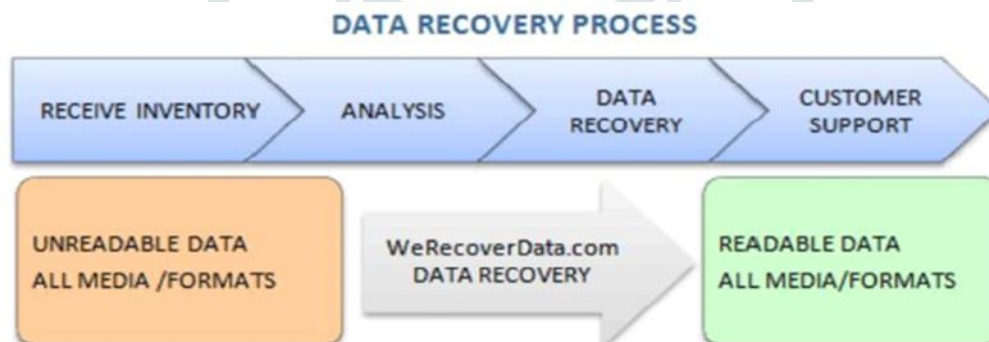 DATA RECOVERY PROCESS
RECEIVE INVENTORY
ANALYSIS
DATA
RECOVERY
CUSTOMER
SUPPORT
UNREADABLE DATA
ALL MEDIA /FORMATS
WeRecoverData.com
DATA RECOVERY
READABLE DATA
ALL MEDIA/FORMATS